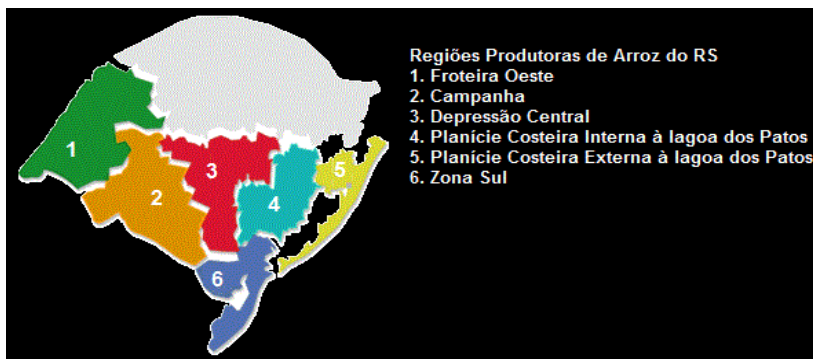 Regiões Produtoras de Arroz do RS
1. Froteira Oeste
2. Campanha
3. Depressão Central
4. Planície Costeira Interna à lagoa dos Patos
5. Planície Costeira Externa à lagoa dos Patos
6. Zona Sul
1
2
3
4
5
6